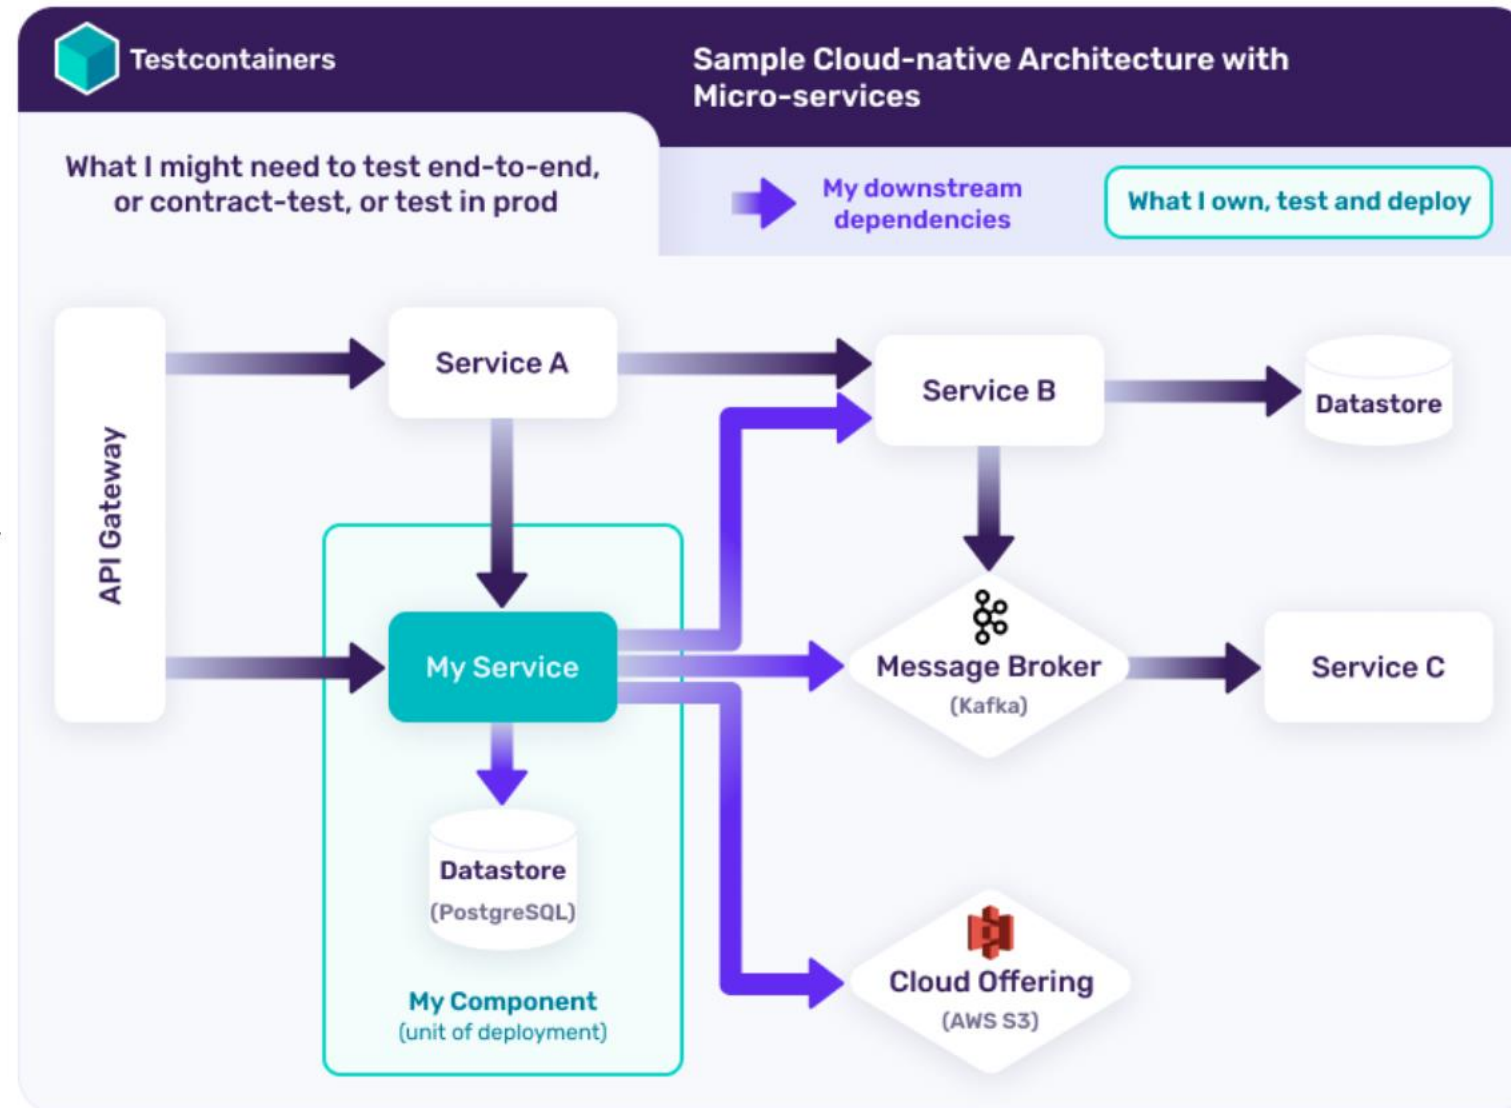 Testcontainers
Sample Cloud-native Architecture with
Micro-services
What I might need to test end-to-end,
or contract-test, or test in prod
My downstream
dependencies
What I own, test and deploy
API Gateway
Service A
Service B
Datastore
My Service
Message Broker
(Kafka)
Service C
Datastore
(PostgreSQL)
My Component
(unit of deployment)
Cloud Offering
(AWS S3)